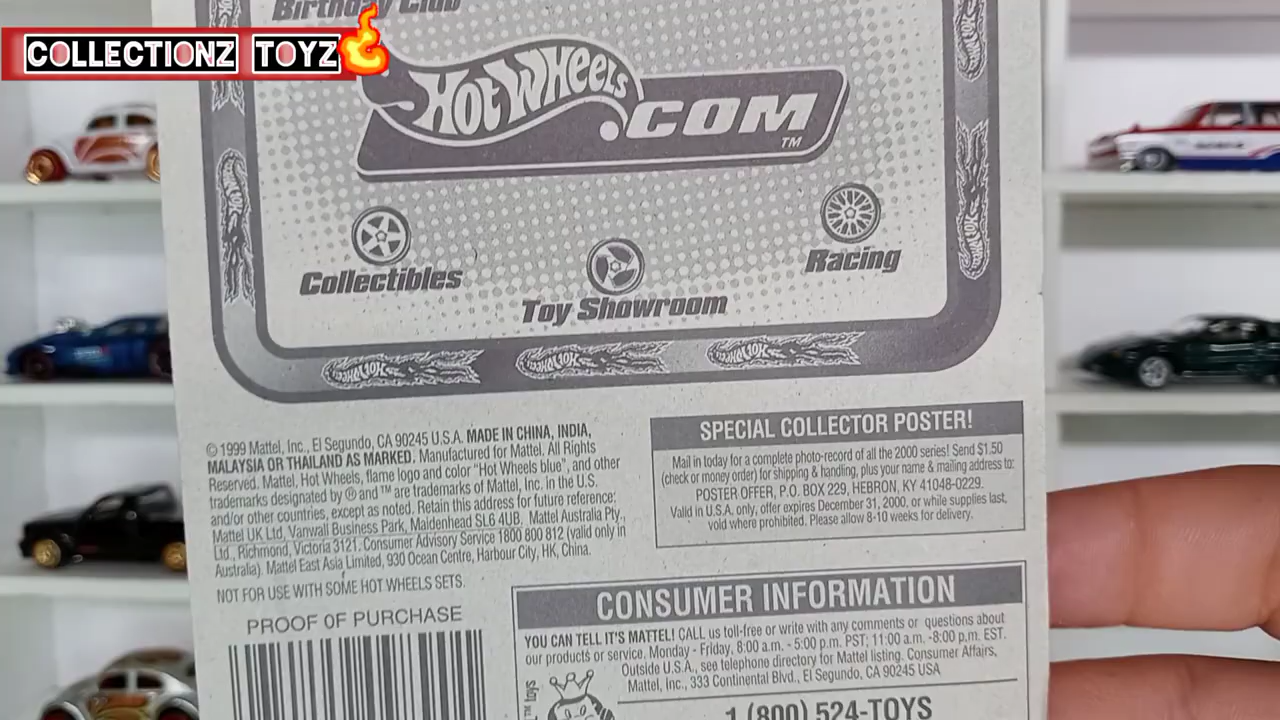 Birthday Club
COLLECTIONZ TOYZ
HOT WHEELS
.COM
TM
Collectibles
Racing
Toy Showroom
© 1999 Mattel, Inc., El Segundo, CA 90245 U.S.A. MADE IN CHINA, INDIA,
MALAYSIA OR THAILAND AS MARKED. Manufactured for Mattel. All Rights
Reserved. Mattel, Hot Wheels, flame logo and color “Hot Wheels blue”, and other
trademarks designated by ® and ™ are trademarks of Mattel, Inc. in the U.S.
and/or other countries, except as noted. Retain this address for future reference:
Mattel UK Ltd, Vanwall Business Park, Maidenhead SL6 4UB. Mattel Australia Pty.,
Ltd., Richmond, Victoria 3121. Consumer Advisory Service 1800 800 812 (valid only in
Australia). Mattel East Asia Limited, 930 Ocean Centre, Harbour City, HK, China.
NOT FOR USE WITH SOME HOT WHEELS SETS.
PROOF OF PURCHASE
SPECIAL COLLECTOR POSTER!
Mail in today for a complete photo-record of all the 2000 series! Send $1.50
(check or money order) for shipping & handling, plus your name & mailing address to:
POSTER OFFER, P.O. BOX 229, HEBRON, KY 41048-0229.
Valid in U.S.A. only, offer expires December 31, 2000, or while supplies last,
void where prohibited. Please allow 8-10 weeks for delivery.
CONSUMER INFORMATION
YOU CAN TELL IT'S MATTEL! CALL us toll-free or write with any comments or questions about
our products or service. Monday - Friday, 8:00 a.m. - 5:00 p.m. PST; 11:00 a.m. -8:00 p.m. EST.
Outside U.S.A., see telephone directory for Mattel listing. Consumer Affairs,
Mattel, Inc., 333 Continental Blvd., El Segundo, CA 90245 USA
1 (800) 524-TOYS
™ toys